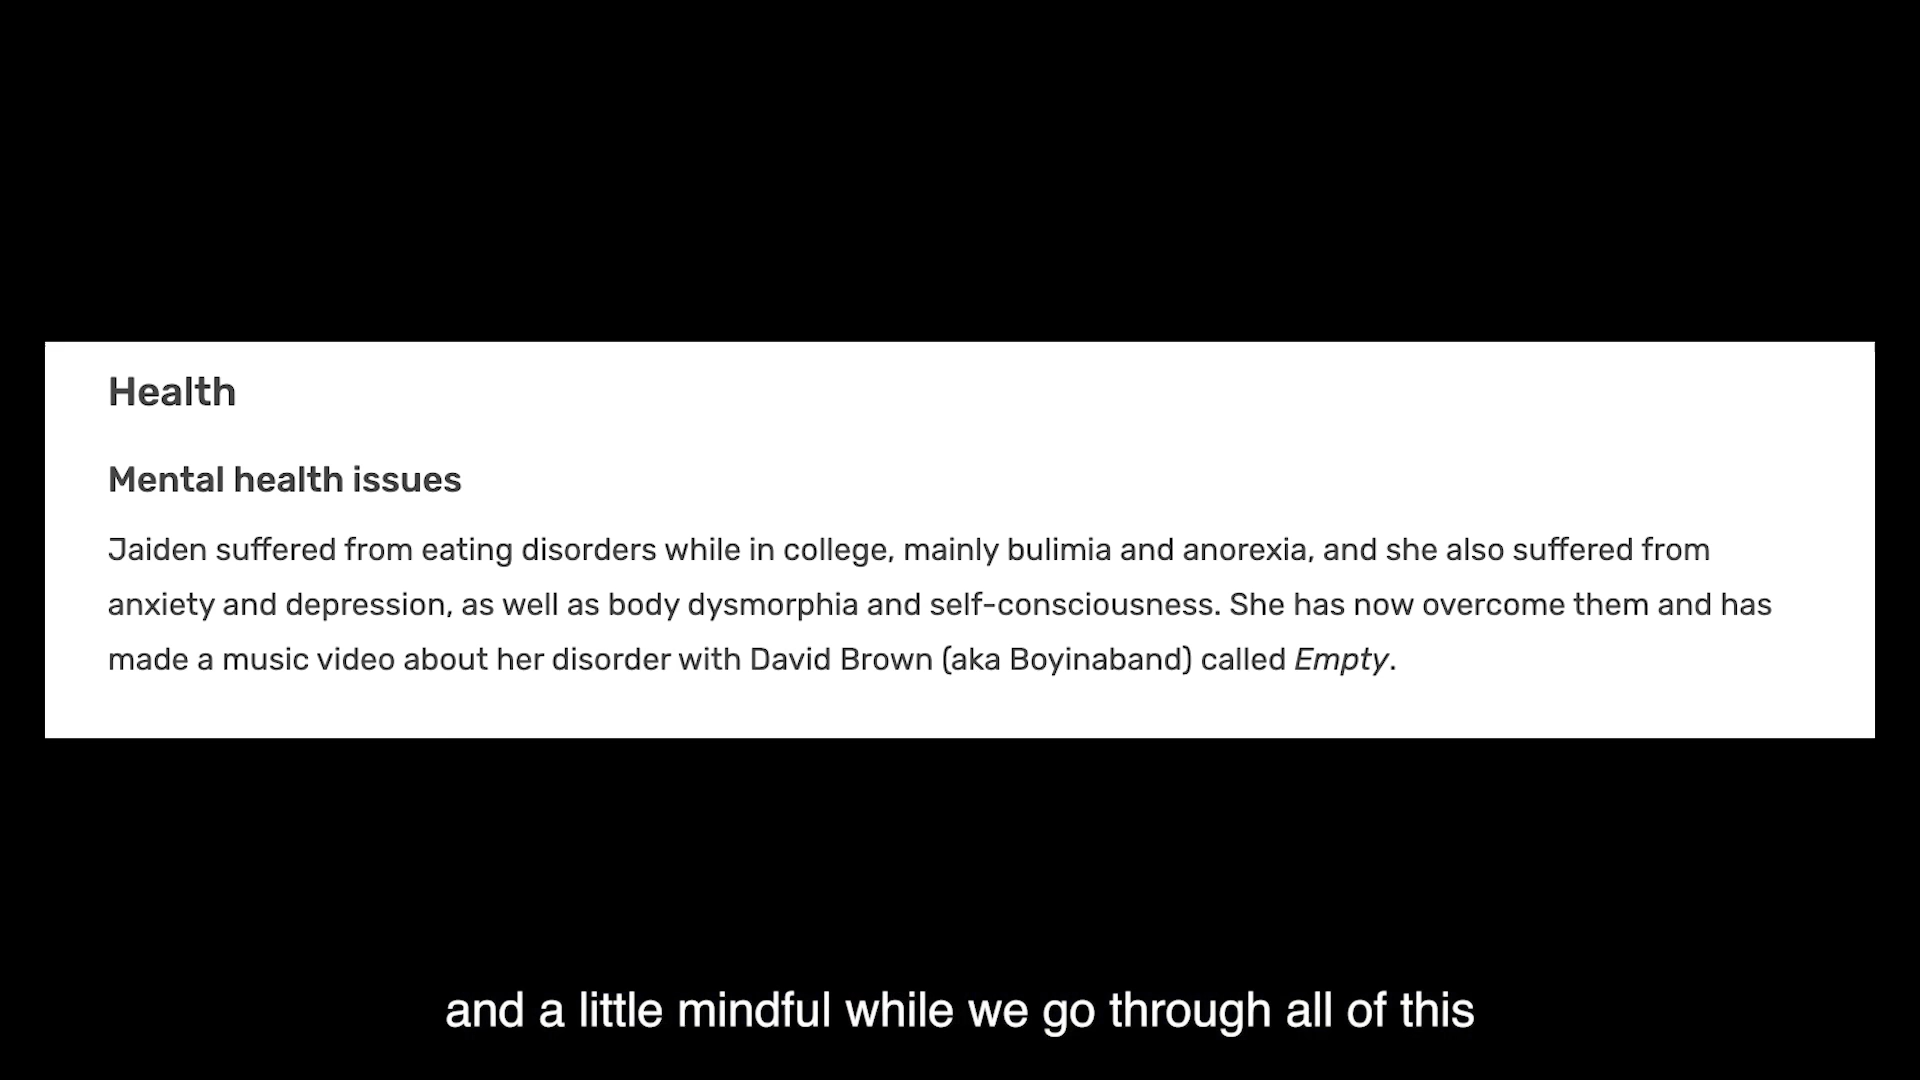 Health
Mental health issues
Jaiden suffered from eating disorders while in college, mainly bulimia and anorexia, and she also suffered from
anxiety and depression, as well as body dysmorphia and self-consciousness. She has now overcome them and has
made a music video about her disorder with David Brown (aka Boyinaband) called Empty.
and a little mindful while we go through all of this